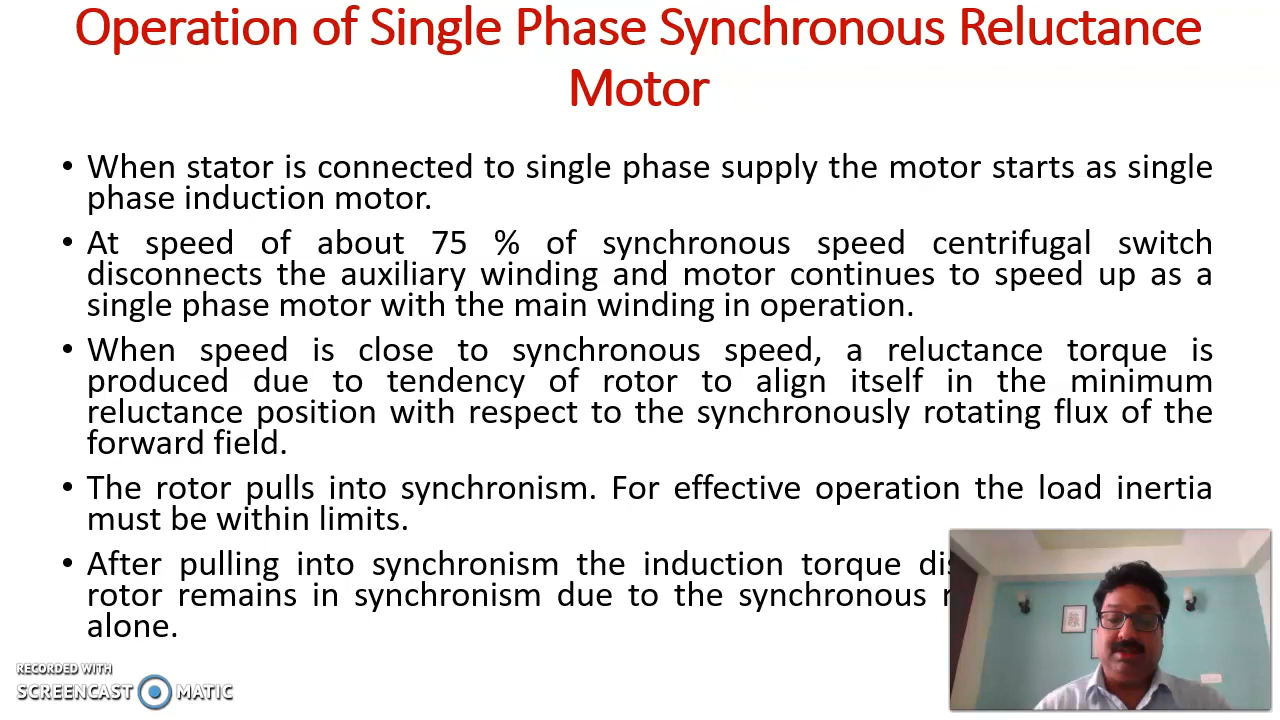 Operation of Single Phase Synchronous Reluctance
Motor
• When stator is connected to single phase supply the motor starts as single
phase induction motor.
• At speed of about 75 % of synchronous speed centrifugal switch
disconnects the auxiliary winding and motor continues to speed up as a
single phase motor with the main winding in operation.
• When speed is close to synchronous speed, a reluctance torque is
produced due to tendency of rotor to align itself in the minimum
reluctance position with respect to the synchronously rotating flux of the
forward field.
• The rotor pulls into synchronism. For effective operation the load inertia
must be within limits.
• After pulling into synchronism the induction torque
rotor remains in synchronism due to the synchronous
alone.
RECORDED WITH
SCREENCAST MATIC